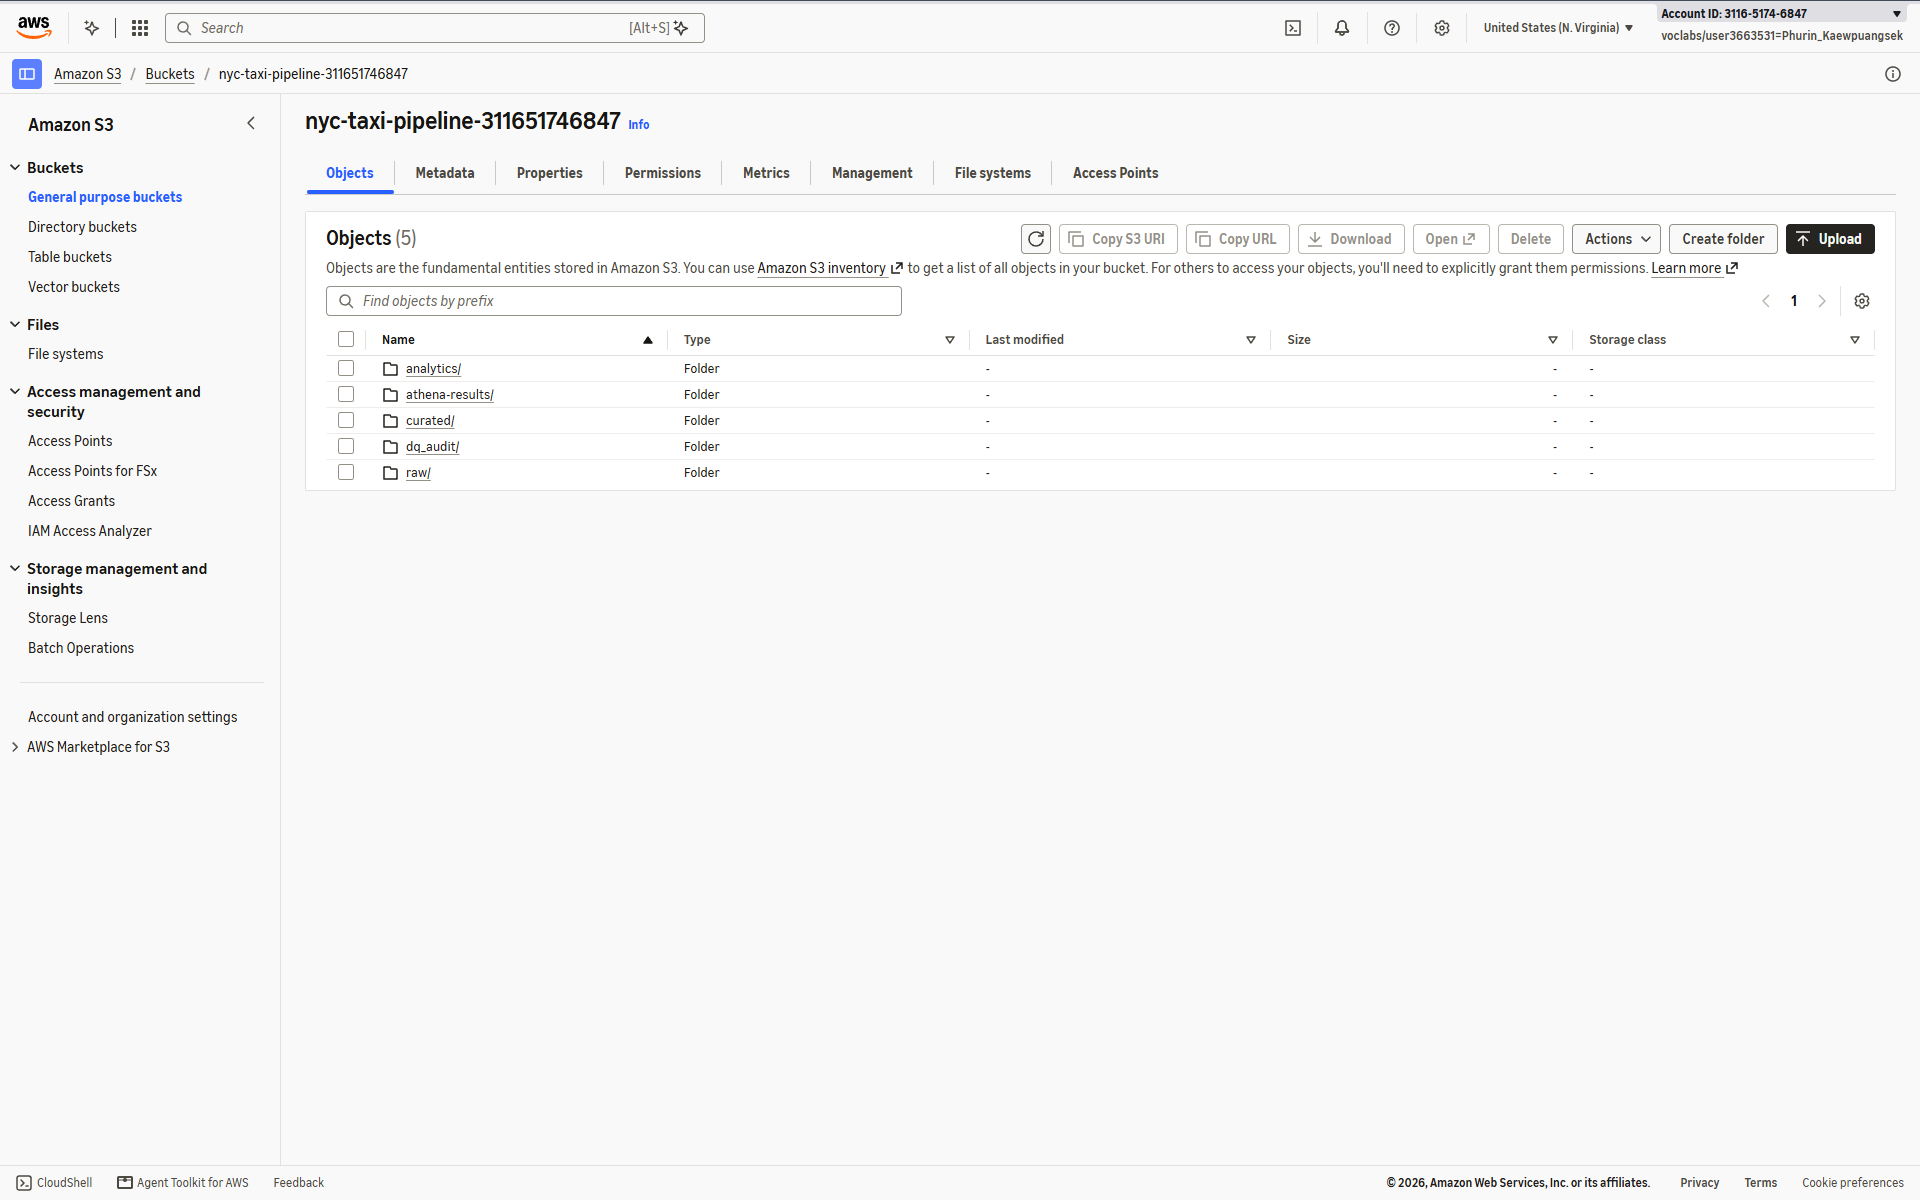 aws
Search
[Alt+S]
United States (N. Virginia)
Account ID: 3116-5174-6847
voclabs/user3663531=Phurin_Kaewpuangsek
Amazon S3 / Buckets / nyc-taxi-pipeline-311651746847
Amazon S3
Buckets
General purpose buckets
Directory buckets
Table buckets
Vector buckets
Files
File systems
Access management and
security
Access Points
Access Points for FSx
Access Grants
IAM Access Analyzer
Storage management and
insights
Storage Lens
Batch Operations
Account and organization settings
AWS Marketplace for S3
nyc-taxi-pipeline-311651746847 Info
Objects Metadata Properties Permissions Metrics Management File systems Access Points
Objects (5)
Copy S3 URI Copy URL Download Open Delete Actions Create folder Upload
Objects are the fundamental entities stored in Amazon S3. You can use Amazon S3 inventory to get a list of all objects in your bucket. For others to access your objects, you'll need to explicitly grant them permissions. Learn more
Find objects by prefix
1
Name Type Last modified Size Storage class
analytics/ Folder - - -
athena-results/ Folder - - -
curated/ Folder - - -
dq_audit/ Folder - - -
raw/ Folder - - -
CloudShell Agent Toolkit for AWS Feedback
© 2026, Amazon Web Services, Inc. or its affiliates. Privacy Terms Cookie preferences